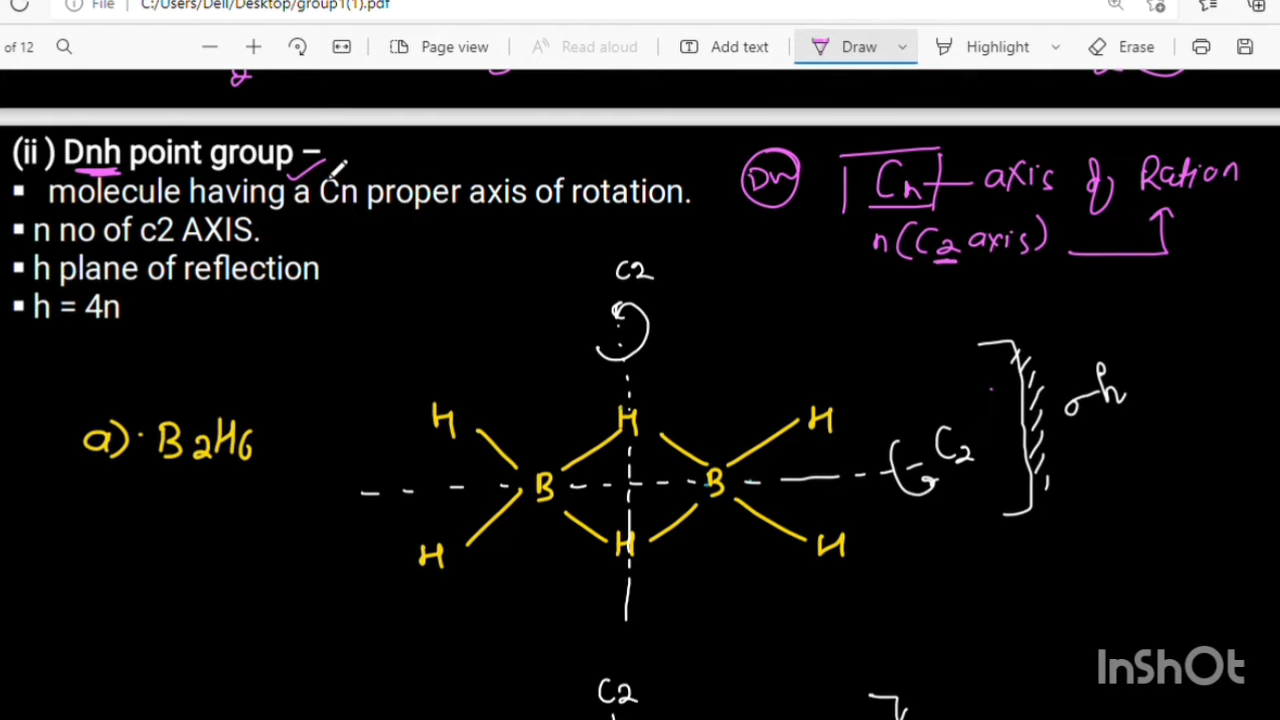 File C:/Users/Dell/Desktop/group1(1).pdf
of 12
Page view
Read aloud
Add text
Draw
Highlight
Erase
(ii ) Dnh point group –
▪ molecule having a Cn proper axis of rotation.
▪ n no of c2 AXIS.
▪ h plane of reflection
▪ h = 4n
Dn Cn – axis of Ration
n(C2 axis)
C2
a). B2H6
H H H
C2
σh
B B
H H H
C2
InShOt